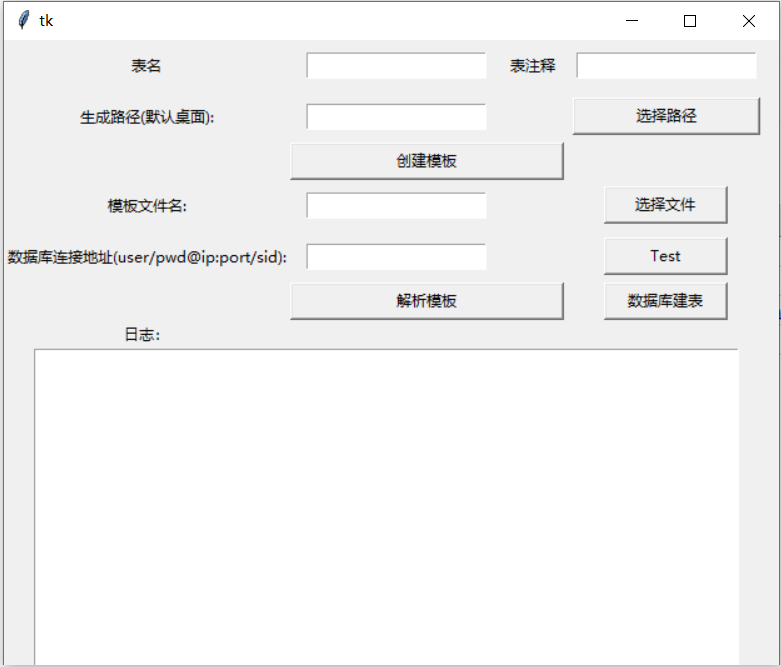 tk
表名 表注释
生成路径(默认桌面): 选择路径
创建模板
模板文件名: 选择文件
数据库连接地址(user/pwd@ip:port/sid): Test
解析模板 数据库建表
日志: